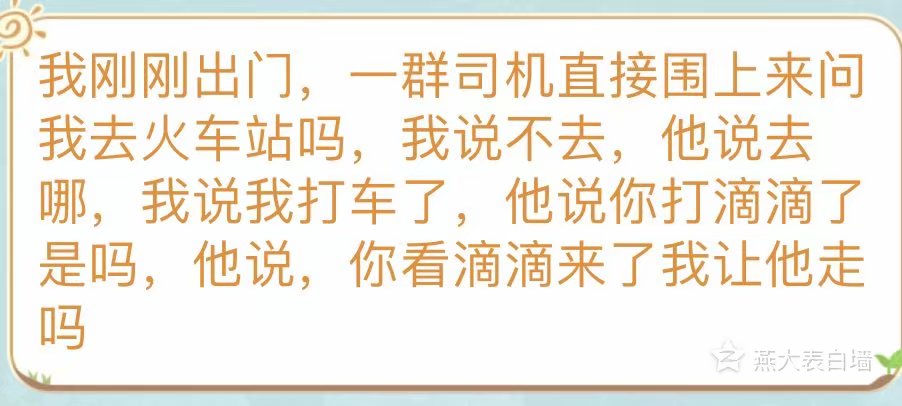 我刚刚出门，一群司机直接围上来问
我去火车站吗，我说不去，他说去
哪，我说我打车了，他说你打滴滴了
是吗，他说，你看滴滴来了我让他走
吗
燕大表白墙